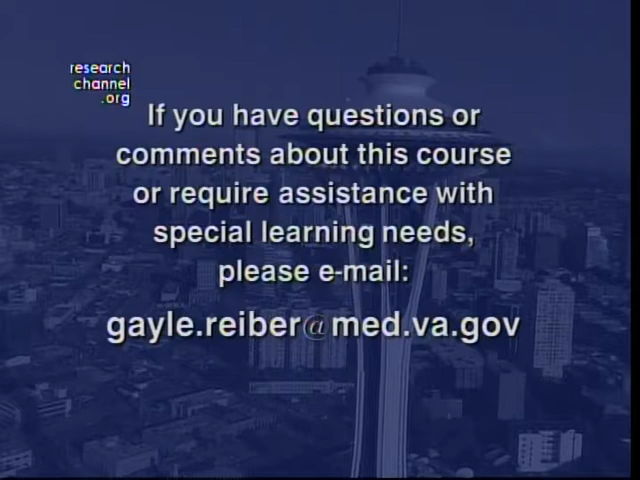 research
channel
.org
If you have questions or
comments about this course
or require assistance with
special learning needs,
please e-mail:
gayle.reiber@med.va.gov